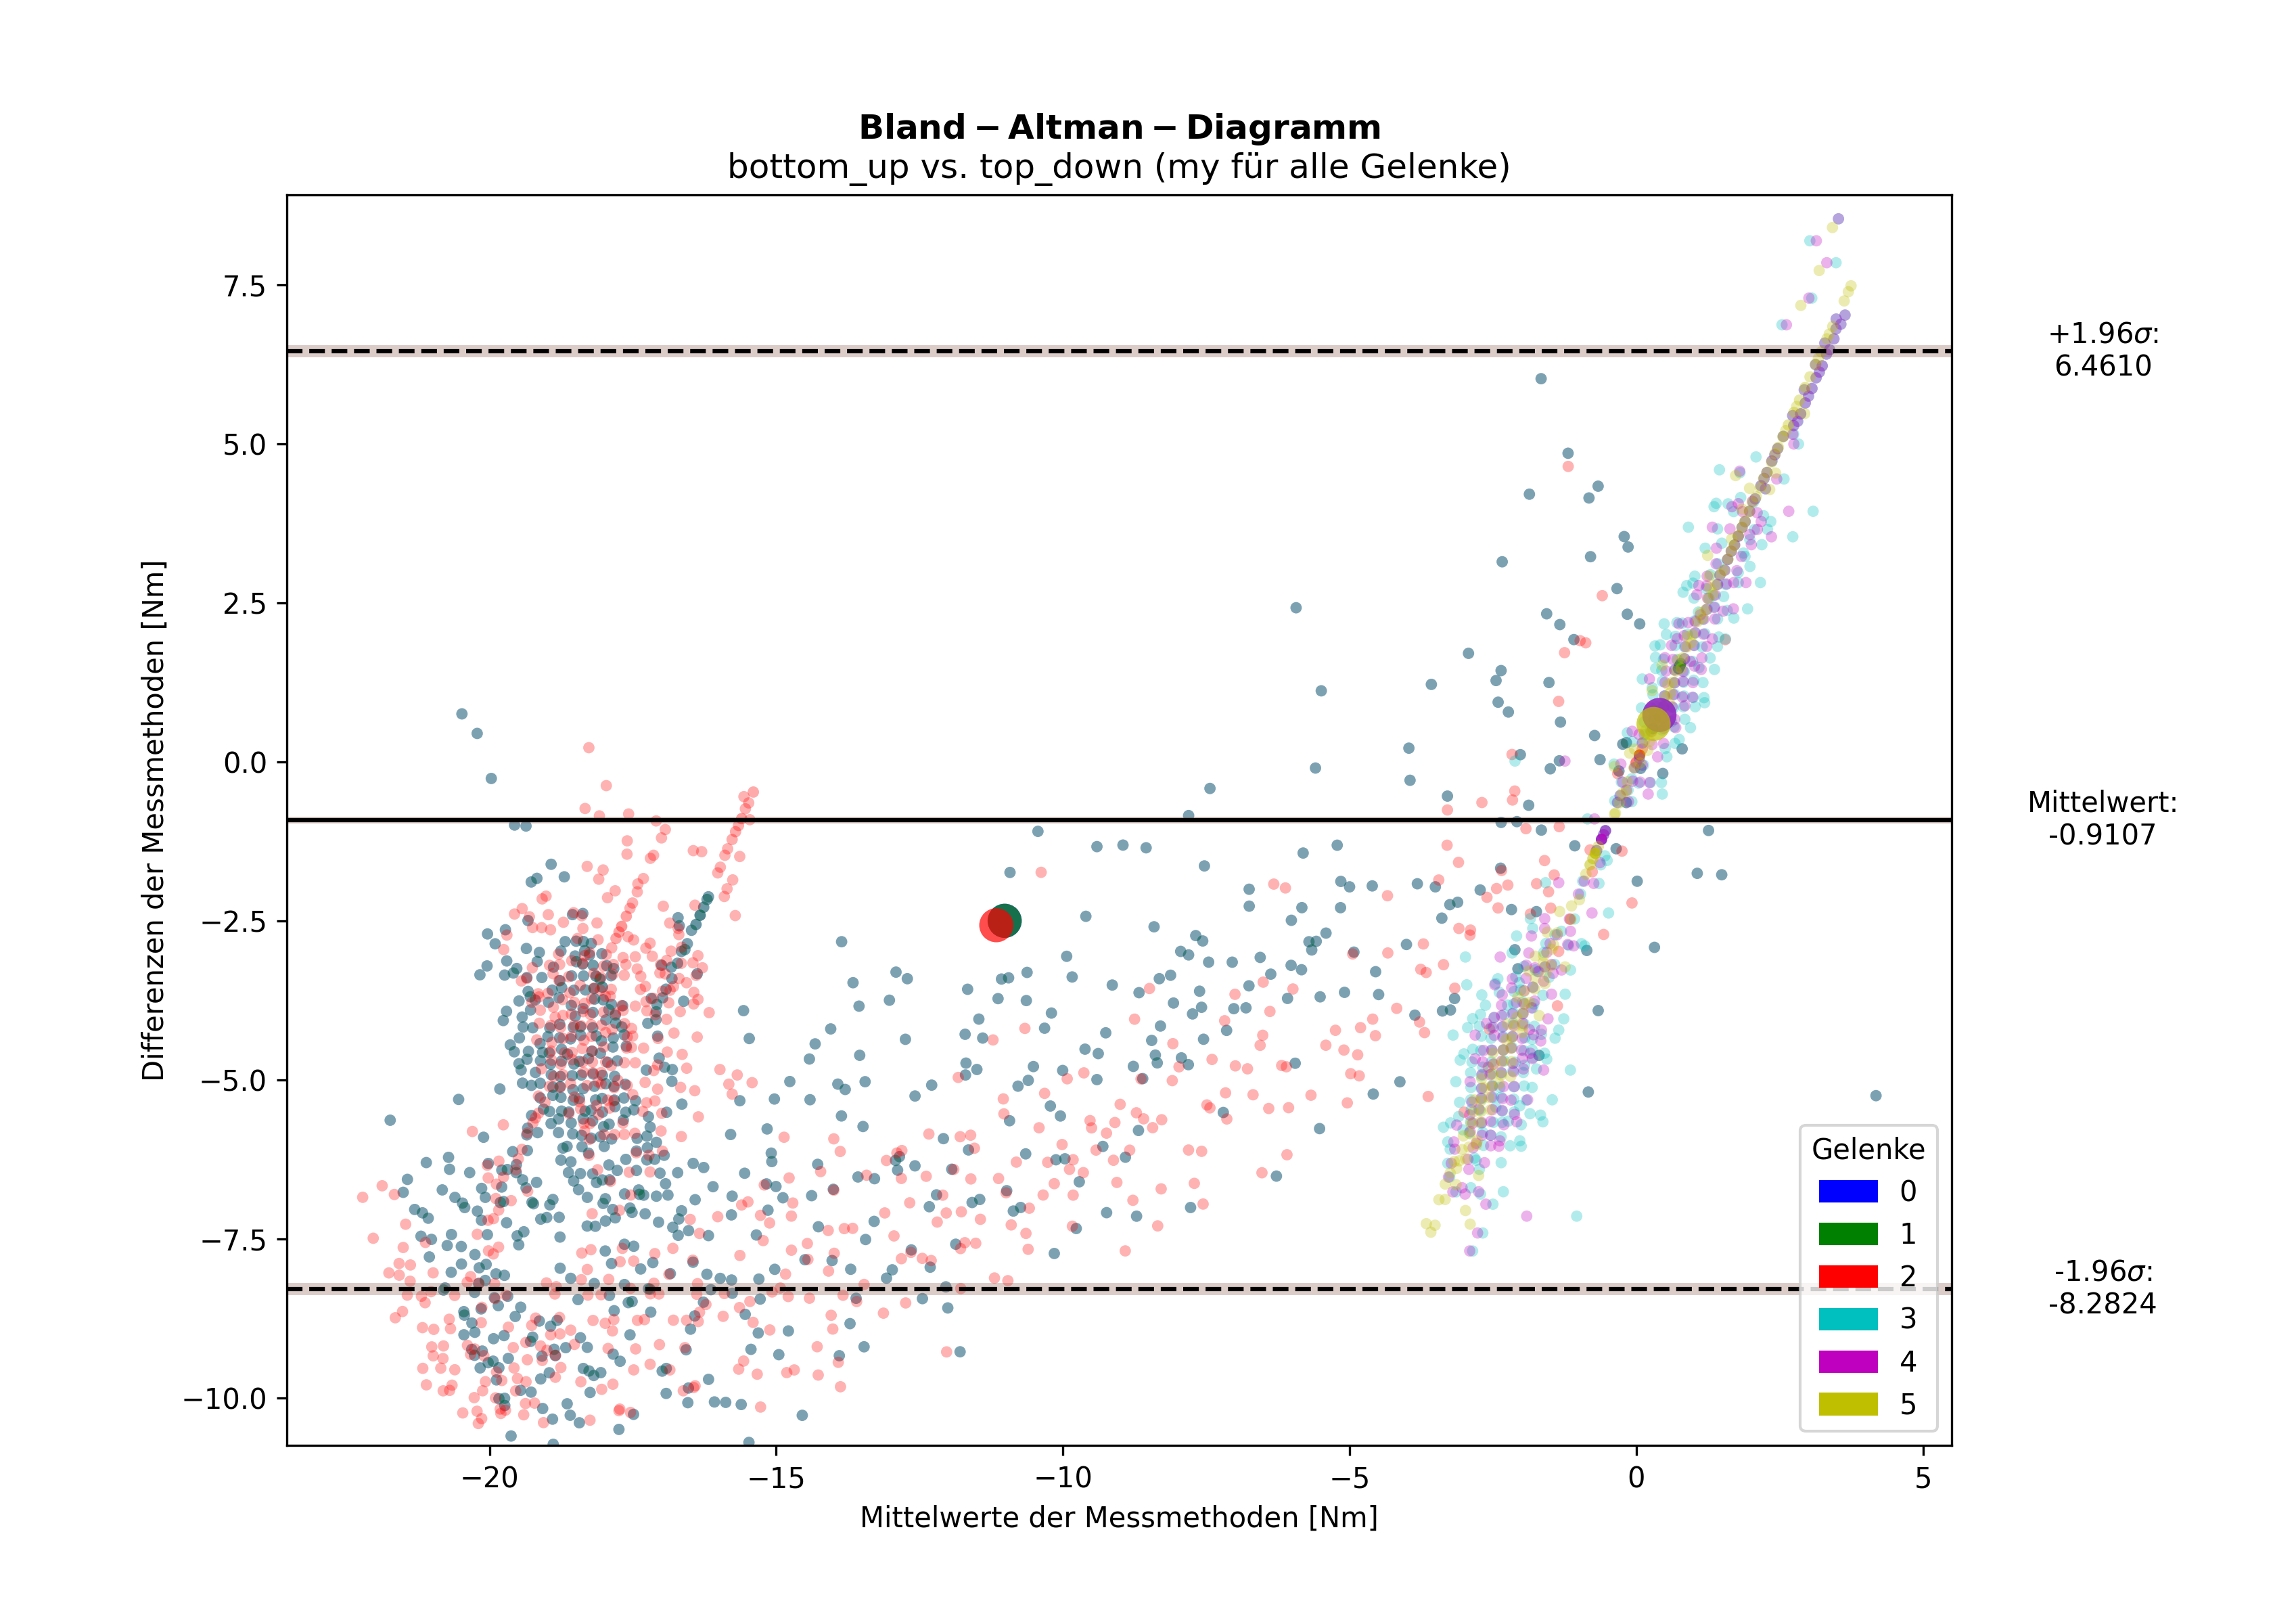 Bland − Altman − Diagramm
bottom_up vs. top_down (my für alle Gelenke)
Differenzen der Messmethoden [Nm]
7.5
5.0
2.5
0.0
−2.5
−5.0
−7.5
−10.0
+1.96σ:
6.4610
Mittelwert:
-0.9107
-1.96σ:
-8.2824
Gelenke
0
1
2
3
4
5
−20
−15
−10
−5
0
5
Mittelwerte der Messmethoden [Nm]